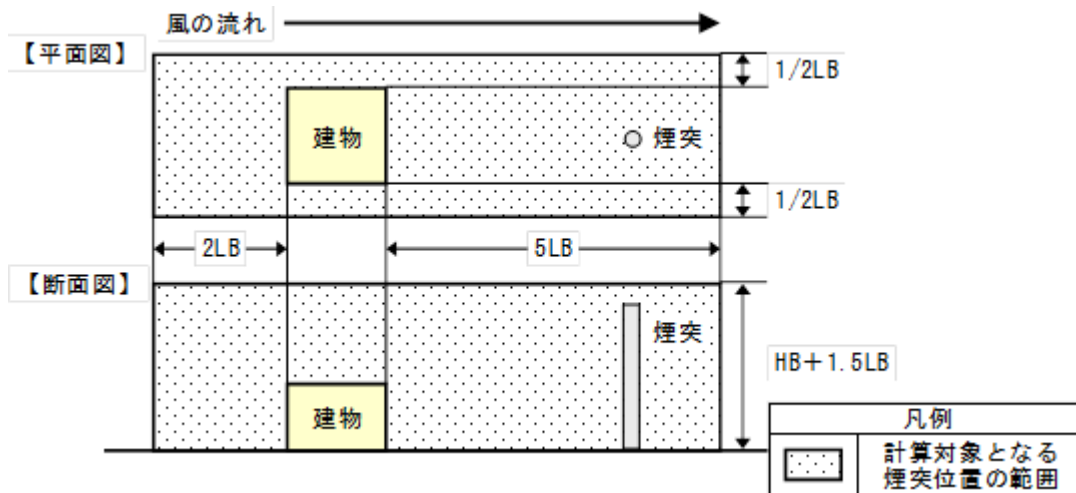 風の流れ
【平面図】
1/2LB
建物
煙突
1/2LB
2LB
5LB
【断面図】
煙突
HB+1.5LB
建物
凡例
計算対象となる
煙突位置の範囲